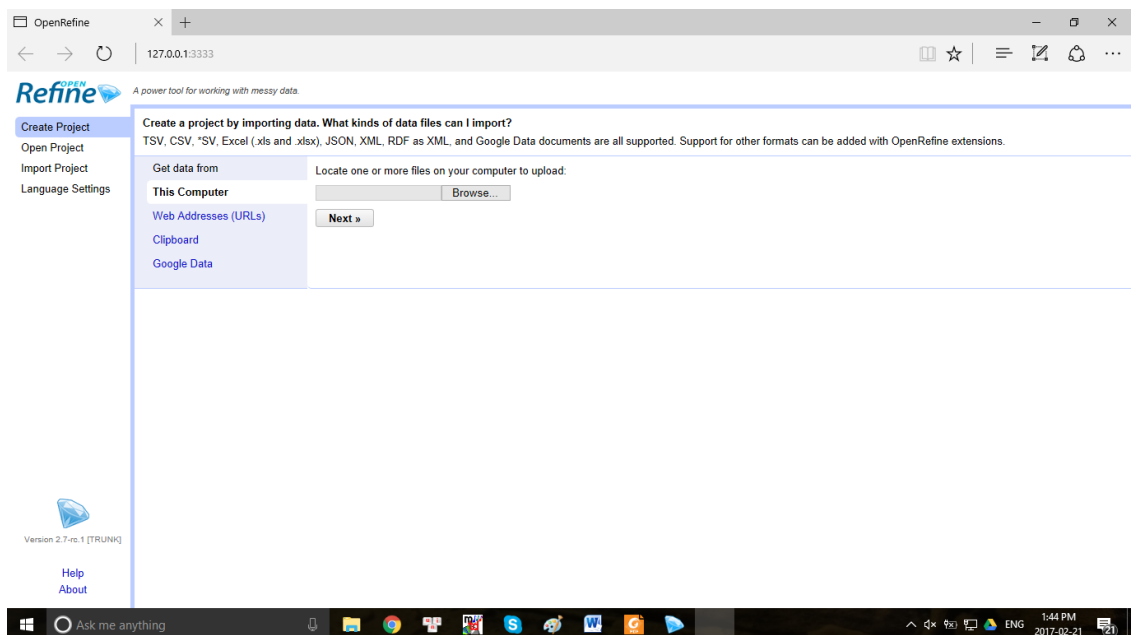 OpenRefine
127.0.0.1:3333
OPEN
Refine
A power tool for working with messy data.
Create Project
Open Project
Import Project
Language Settings
Create a project by importing data. What kinds of data files can I import?
TSV, CSV, *SV, Excel (.xls and .xlsx), JSON, XML, RDF as XML, and Google Data documents are all supported. Support for other formats can be added with OpenRefine extensions.
Get data from
This Computer
Web Addresses (URLs)
Clipboard
Google Data
Locate one or more files on your computer to upload:
Browse...
Next »
Version 2.7-rc.1 [TRUNK]
Help
About
Ask me anything
ENG
1:44 PM
2017-02-21